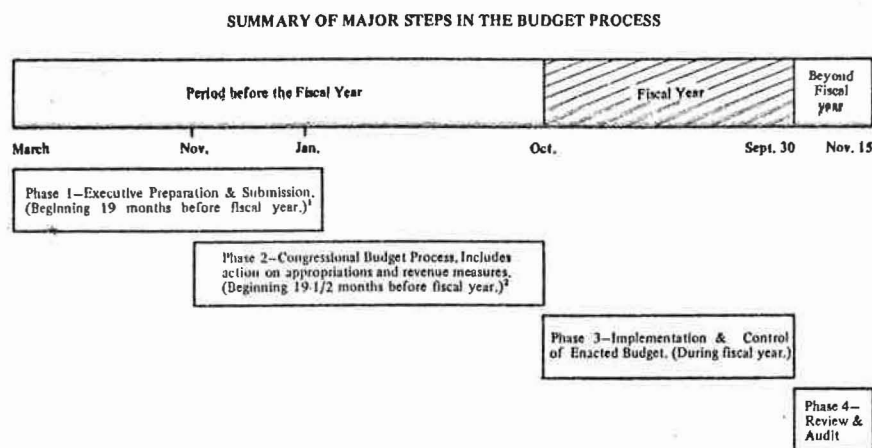 SUMMARY OF MAJOR STEPS IN THE BUDGET PROCESS
Period before the Fiscal Year
Fiscal Year
Beyond
Fiscal
year
March Nov. Jan. Oct. Sept. 30 Nov. 15
Phase 1—Executive Preparation & Submission.
(Beginning 19 months before fiscal year.)¹
Phase 2—Congressional Budget Process. Includes
action on appropriations and revenue measures.
(Beginning 19-1/2 months before fiscal year.)²
Phase 3—Implementation & Control
of Enacted Budget. (During fiscal year.)
Phase 4—
Review &
Audit